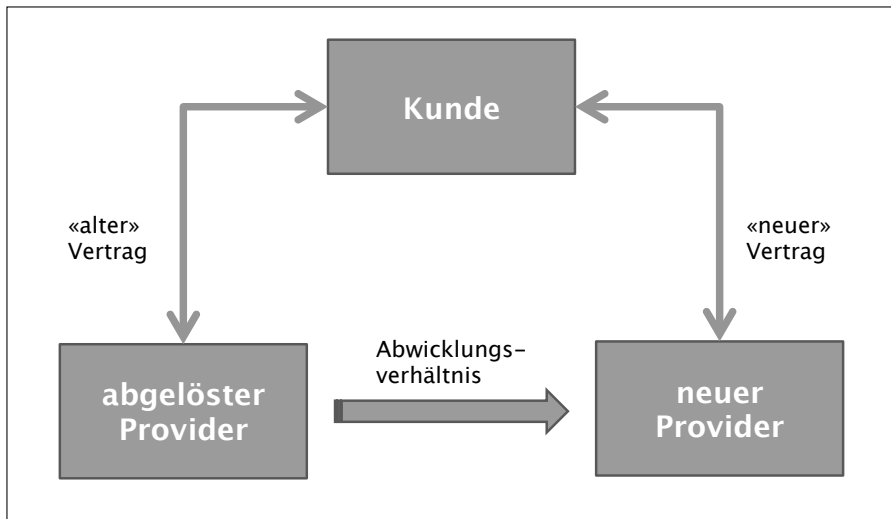 Kunde
«alter»
Vertrag
«neuer»
Vertrag
Abwicklungs-
verhältnis
abgelöster
Provider
neuer
Provider